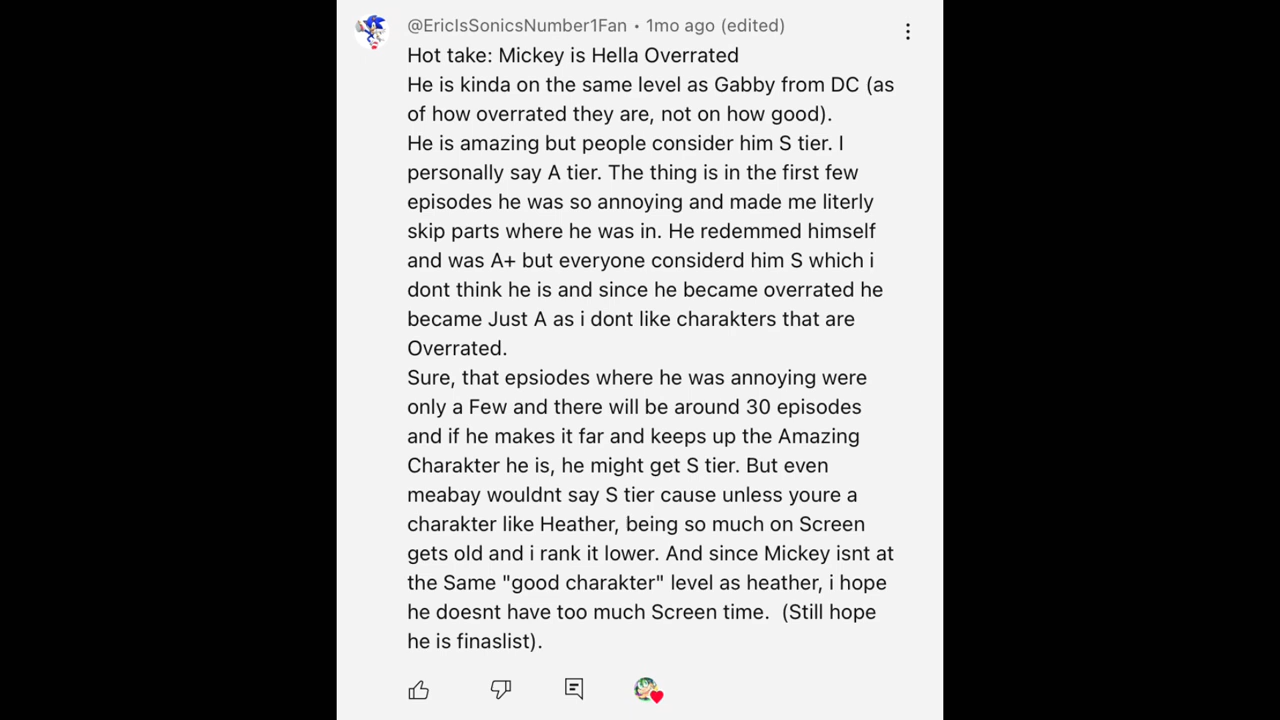 @EricIsSonicsNumber1Fan • 1mo ago (edited)
Hot take: Mickey is Hella Overrated
He is kinda on the same level as Gabby from DC (as
of how overrated they are, not on how good).
He is amazing but people consider him S tier. I
personally say A tier. The thing is in the first few
episodes he was so annoying and made me literly
skip parts where he was in. He redemmed himself
and was A+ but everyone considerd him S which i
dont think he is and since he became overrated he
became Just A as i dont like charakters that are
Overrated.
Sure, that epsiodes where he was annoying were
only a Few and there will be around 30 episodes
and if he makes it far and keeps up the Amazing
Charakter he is, he might get S tier. But even
meabay wouldnt say S tier cause unless youre a
charakter like Heather, being so much on Screen
gets old and i rank it lower. And since Mickey isnt at
the Same "good charakter" level as heather, i hope
he doesnt have too much Screen time.  (Still hope
he is finaslist).